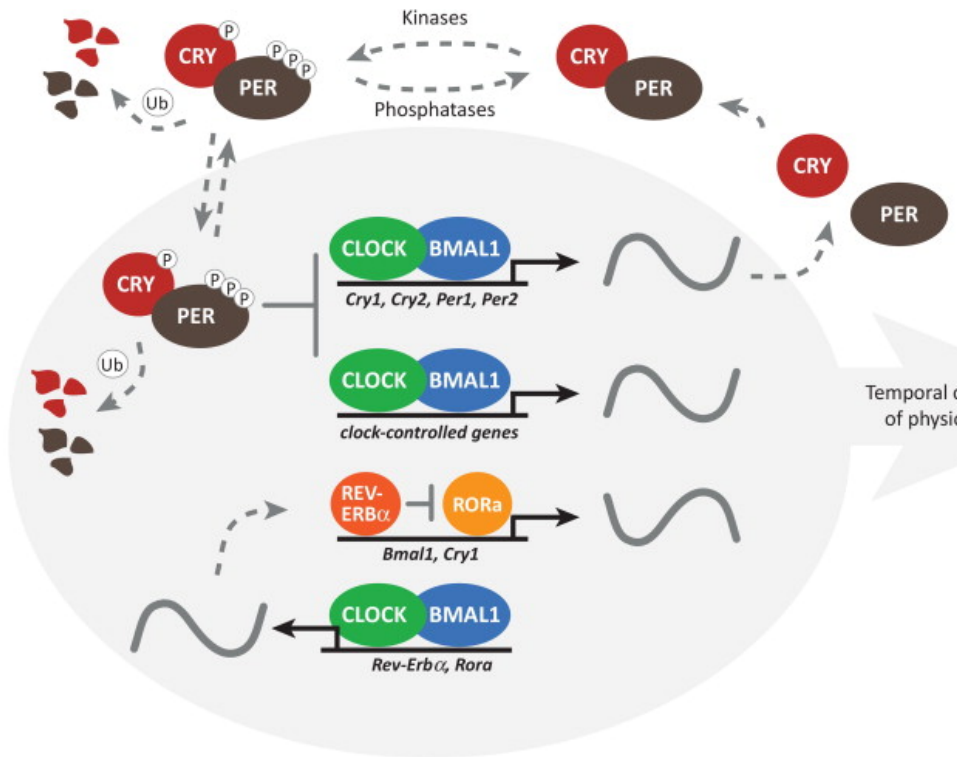 Kinases
P
P
P
P
CRY
PER
CRY
PER
Ub
Phosphatases
CRY
PER
P
P
P
P
CRY
PER
CLOCK BMAL1
Cry1, Cry2, Per1, Per2
Ub
CLOCK BMAL1
clock-controlled genes
Temporal
of
REV-
ERBα
RORa
Bmal1, Cry1
CLOCK BMAL1
Rev-Erbα, Rora